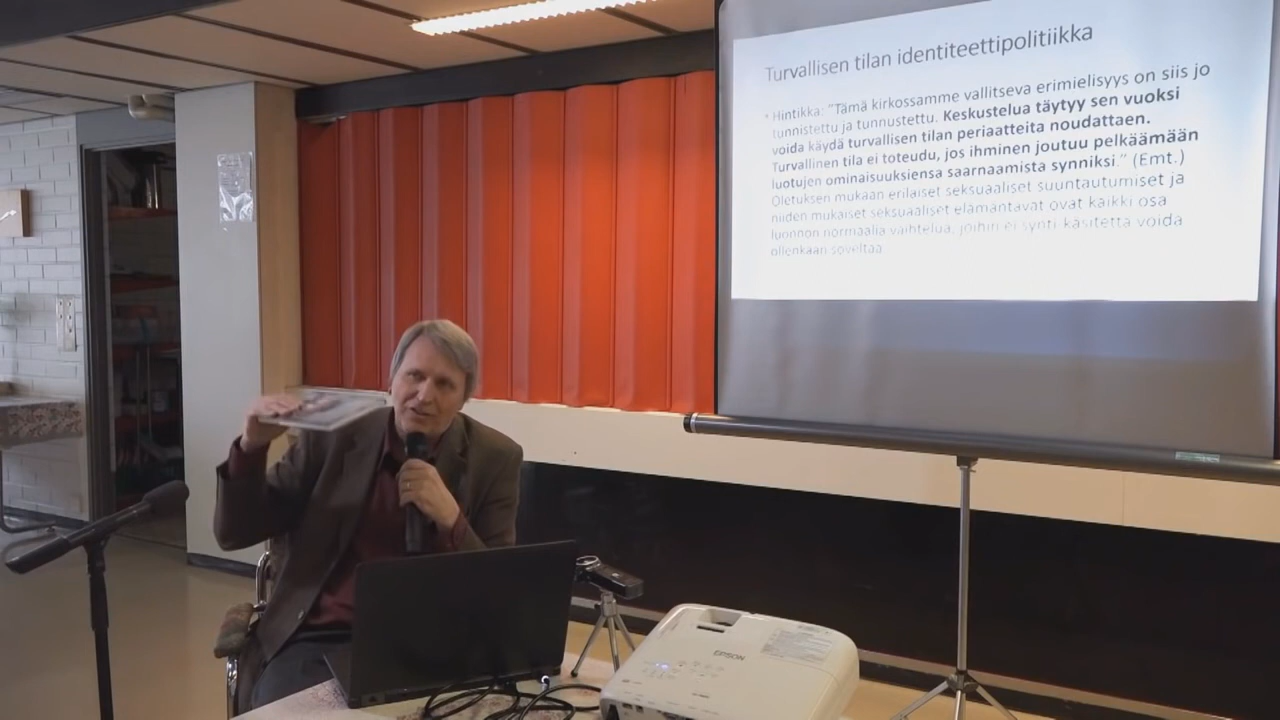 Turvallisen tilan identiteettipolitiikka
• Hintikka: "Tämä kirkossamme vallitseva erimielisyys on siis jo
tunnistettu ja tunnustettu. Keskustelua täytyy sen vuoksi
voida käydä turvallisen tilan periaatteita noudattaen.
Turvallinen tila ei toteudu, jos ihminen joutuu pelkäämään
luotujen ominaisuuksiensa saarnaamista synniksi." (Emt.)
Oletuksen mukaan erilaiset seksuaaliset suuntautumiset ja
niiden mukaiset seksuaaliset elämäntavat ovat kaikki osa
luonnon normaalia vaihtelua, joihin ei synti-käsitettä voida
ollenkaan soveltaa
EPSON